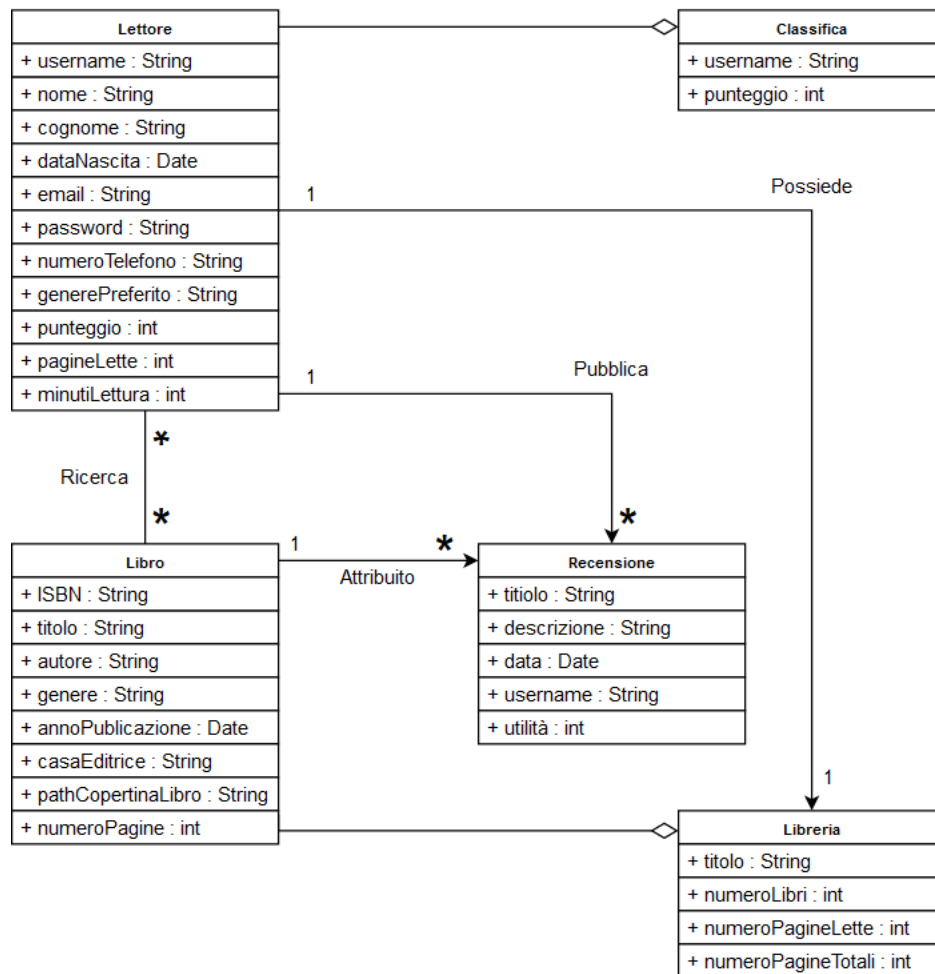 Lettore
+ username : String
+ nome : String
+ cognome : String
+ dataNascita : Date
+ email : String
+ password : String
+ numeroTelefono : String
+ generePreferito : String
+ punteggio : int
+ pagineLette : int
+ minutiLettura : int
Classifica
+ username : String
+ punteggio : int
1
Possiede
1
1
Pubblica
*
*
Ricerca
*
Libro
+ ISBN : String
+ titolo : String
+ autore : String
+ genere : String
+ annoPublicazione : Date
+ casaEditrice : String
+ pathCopertinaLibro : String
+ numeroPagine : int
1
*
Attribuito
Recensione
+ titiolo : String
+ descrizione : String
+ data : Date
+ username : String
+ utilità : int
Libreria
+ titolo : String
+ numeroLibri : int
+ numeroPagineLette : int
+ numeroPagineTotali : int